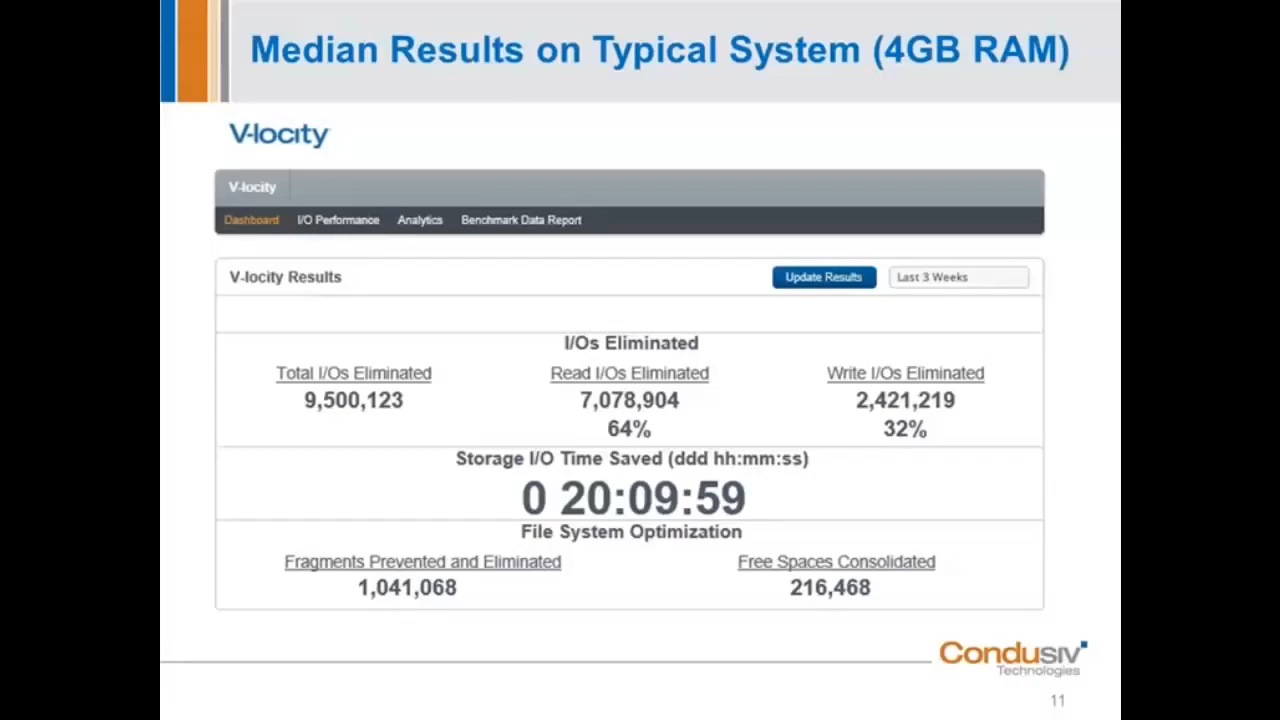 Median Results on Typical System (4GB RAM)
V-locity
V-locity
Dashboard I/O Performance Analytics Benchmark Data Report
V-locity Results Update Results Last 3 Weeks
I/Os Eliminated
Total I/Os Eliminated Read I/Os Eliminated Write I/Os Eliminated
9,500,123 7,078,904 2,421,219
64% 32%
Storage I/O Time Saved (ddd hh:mm:ss)
0 20:09:59
File System Optimization
Fragments Prevented and Eliminated Free Spaces Consolidated
1,041,068 216,468
Condusiv
Technologies
11